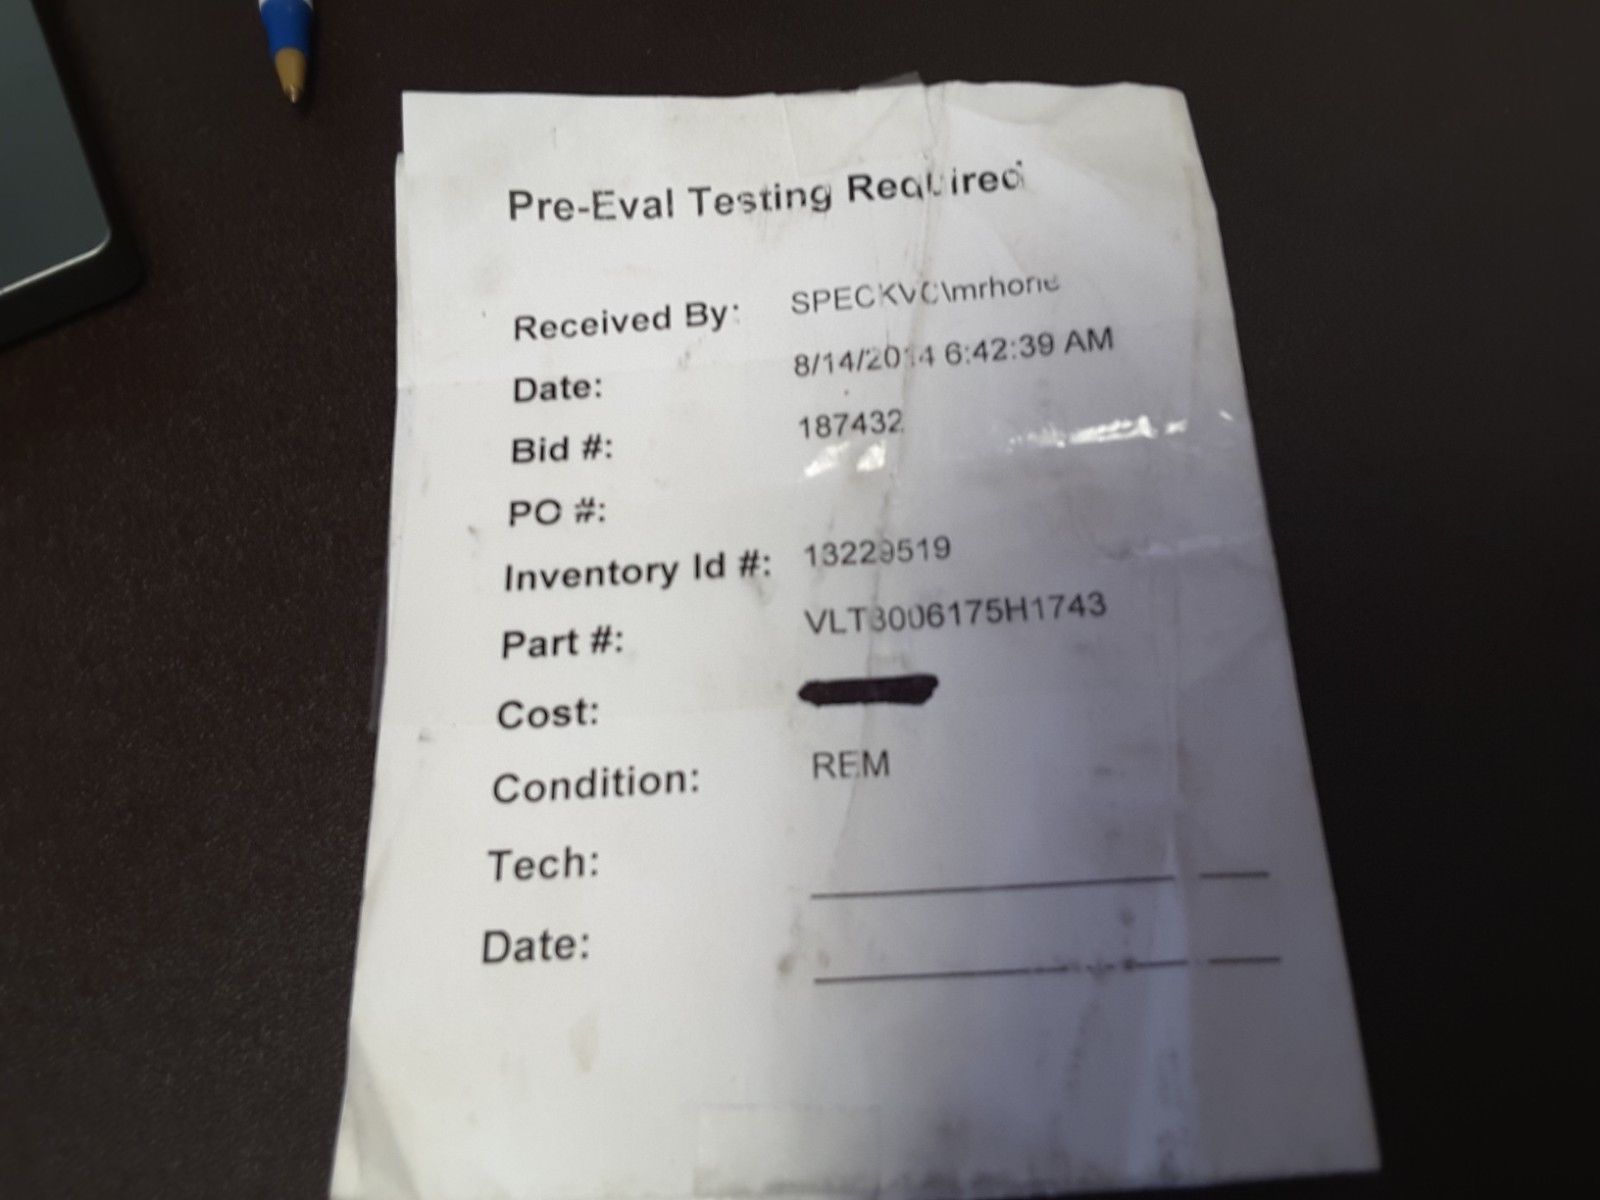 Pre-Eval Testing Required
Received By: SPECKVC\mrhone
Date: 8/14/2014 6:42:39 AM
Bid #: 187432
PO #:
Inventory Id #: 13229519
Part #: VLT3006175H1743
Cost:
Condition: REM
Tech:
Date: